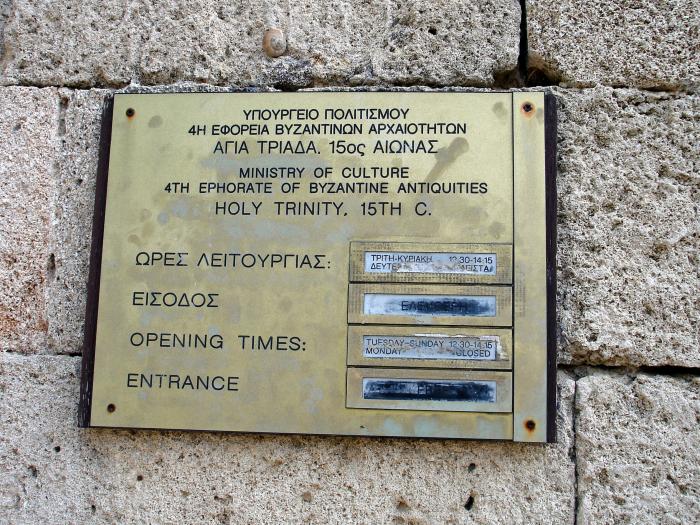 ΥΠΟΥΡΓΕΙΟ ΠΟΛΙΤΙΣΜΟΥ
4Η ΕΦΟΡΕΙΑ ΒΥΖΑΝΤΙΝΩΝ ΑΡΧΑΙΟΤΗΤΩΝ
ΑΓΙΑ ΤΡΙΑΔΑ, 15ος ΑΙΩΝΑΣ
MINISTRY OF CULTURE
4TH EPHORATE OF BYZANTINE ANTIQUITIES
HOLY TRINITY, 15TH C.
ΩΡΕΣ ΛΕΙΤΟΥΡΓΙΑΣ:
ΤΡΙΤΗ-ΚΥΡΙΑΚΗ 12:30-14:15
ΕΙΣΟΔΟΣ
ΕΛΕΥΘΕΡΗ
OPENING TIMES:
TUESDAY-SUNDAY 12:30-14:15
MONDAY CLOSED
ENTRANCE